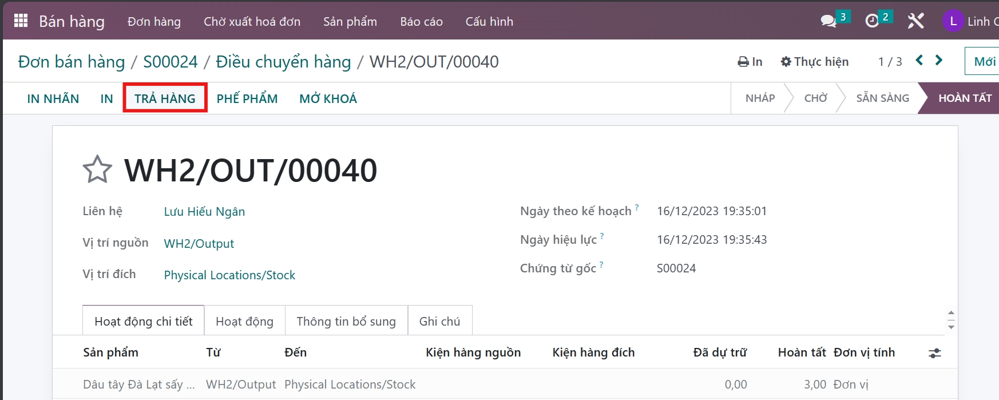 Bán hàng Đơn hàng Chờ xuất hoá đơn Sản phẩm Báo cáo Cấu hình 3 2 L Linh
Đơn bán hàng / S00024 / Điều chuyển hàng / WH2/OUT/00040 In Thực hiện 1 / 3 Mới
IN NHÃN IN TRẢ HÀNG PHẾ PHẨM MỞ KHOÁ NHÁP CHỜ SẴN SÀNG HOÀN TẤT
WH2/OUT/00040
Liên hệ Lưu Hiếu Ngân Ngày theo kế hoạch ? 16/12/2023 19:35:01
Vị trí nguồn WH2/Output Ngày hiệu lực ? 16/12/2023 19:35:43
Vị trí đích Physical Locations/Stock Chứng từ gốc ? S00024
Hoạt động chi tiết Hoạt động Thông tin bổ sung Ghi chú
Sản phẩm Từ Đến Kiện hàng nguồn Kiện hàng đích Đã dự trữ Hoàn tất Đơn vị tính
Dâu tây Đà Lạt sấy ... WH2/Output Physical Locations/Stock 0,00 3,00 Đơn vị